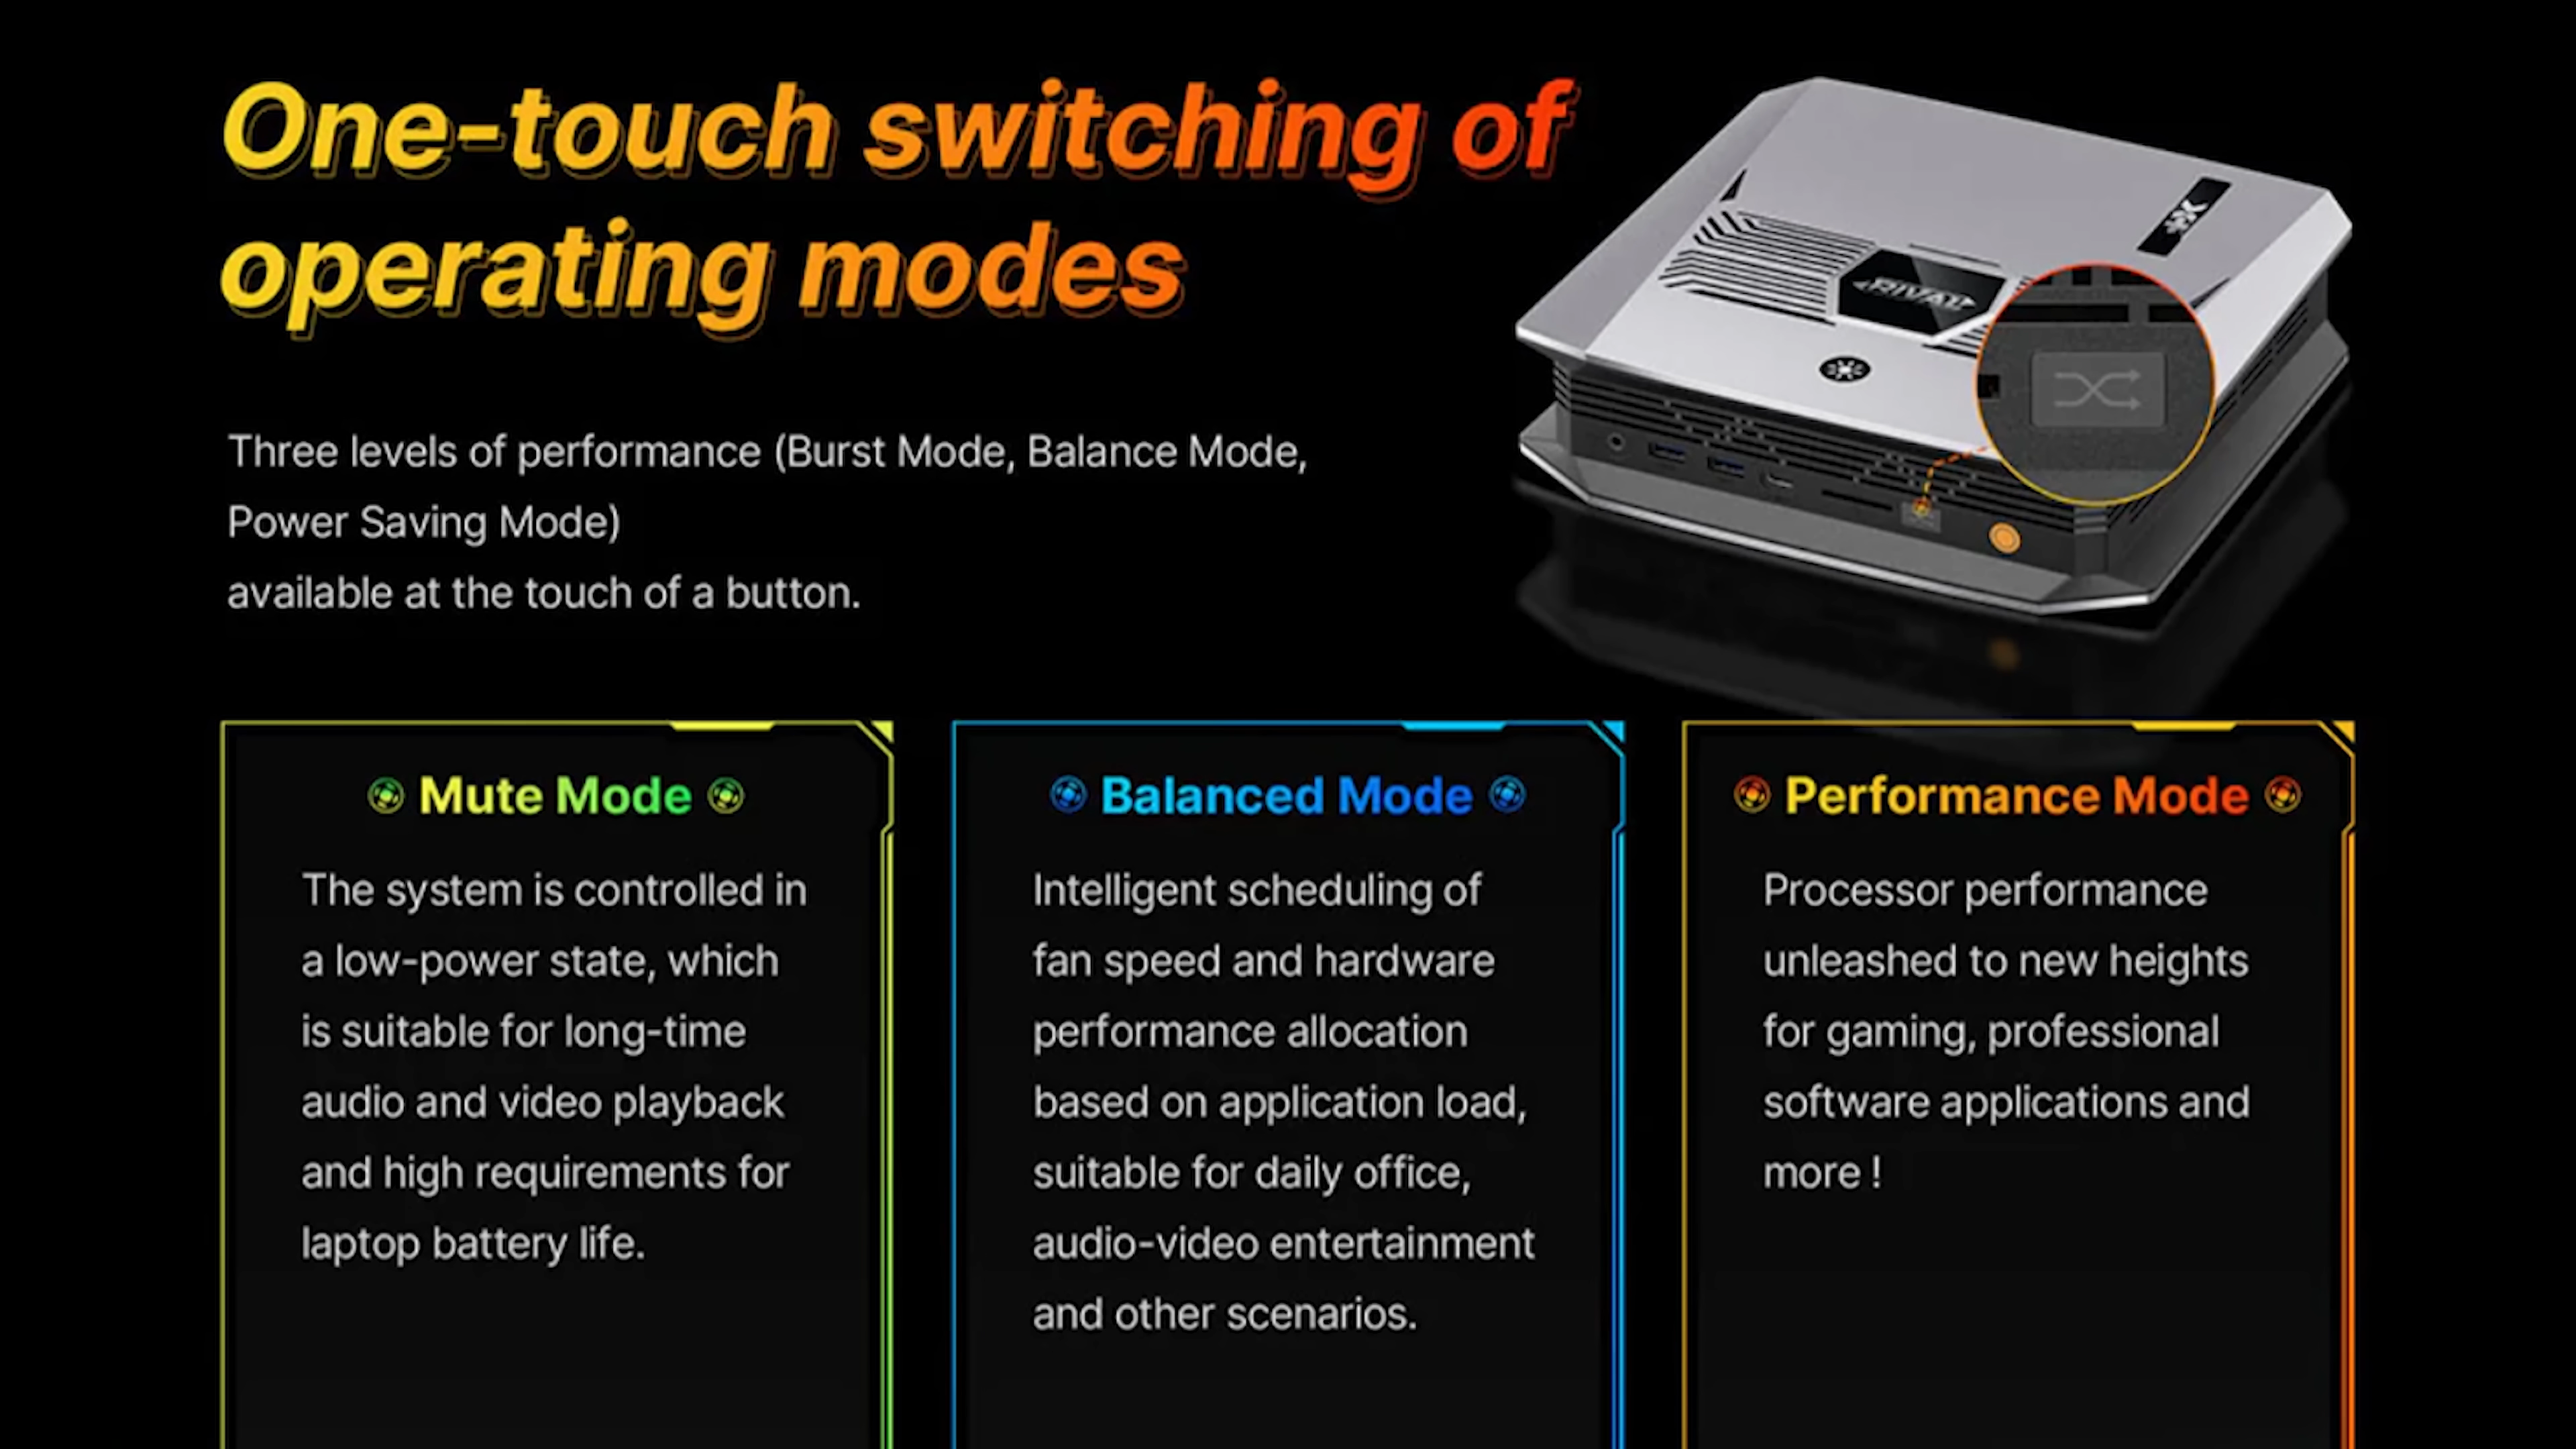 One-touch switching of
operating modes
Three levels of performance (Burst Mode, Balance Mode,
Power Saving Mode)
available at the touch of a button.
RIVAL
Mute Mode
The system is controlled in
a low-power state, which
is suitable for long-time
audio and video playback
and high requirements for
laptop battery life.
Balanced Mode
Intelligent scheduling of
fan speed and hardware
performance allocation
based on application load,
suitable for daily office,
audio-video entertainment
and other scenarios.
Performance Mode
Processor performance
unleashed to new heights
for gaming, professional
software applications and
more !